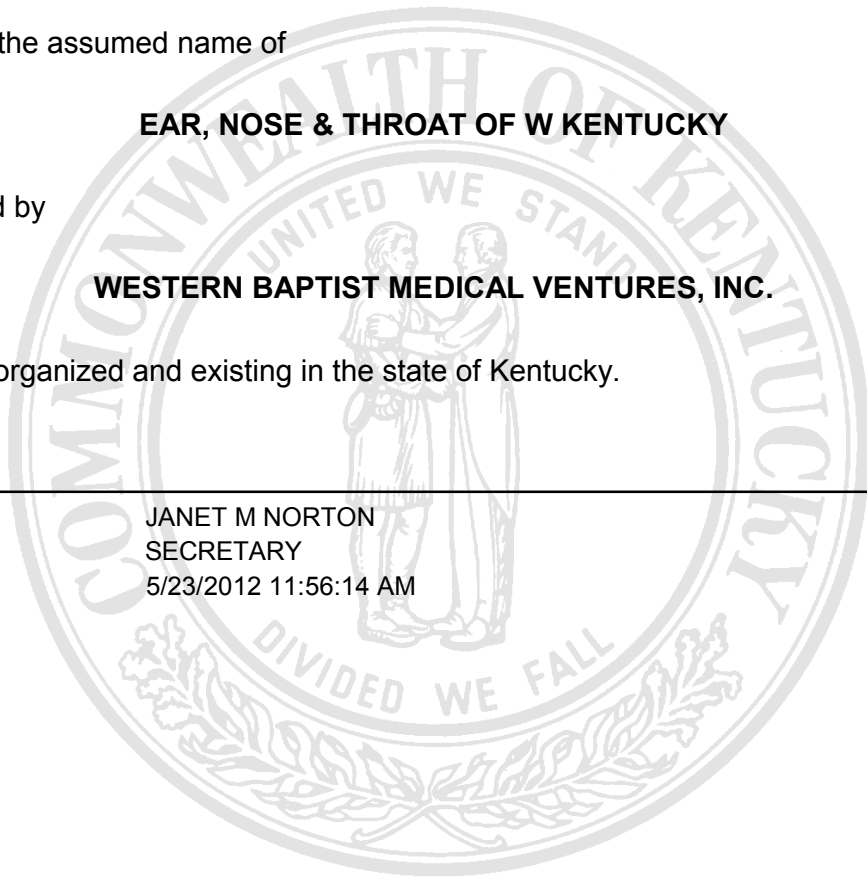 the assumed name of
EAR, NOSE & THROAT OF W KENTUCKY
d by
WESTERN BAPTIST MEDICAL VENTURES, INC.
organized and existing in the state of Kentucky.
JANET M NORTON
SECRETARY
5/23/2012 11:56:14 AM
COMMONWEALTH OF KENTUCKY
UNITED WE STAND
DIVIDED WE FALL